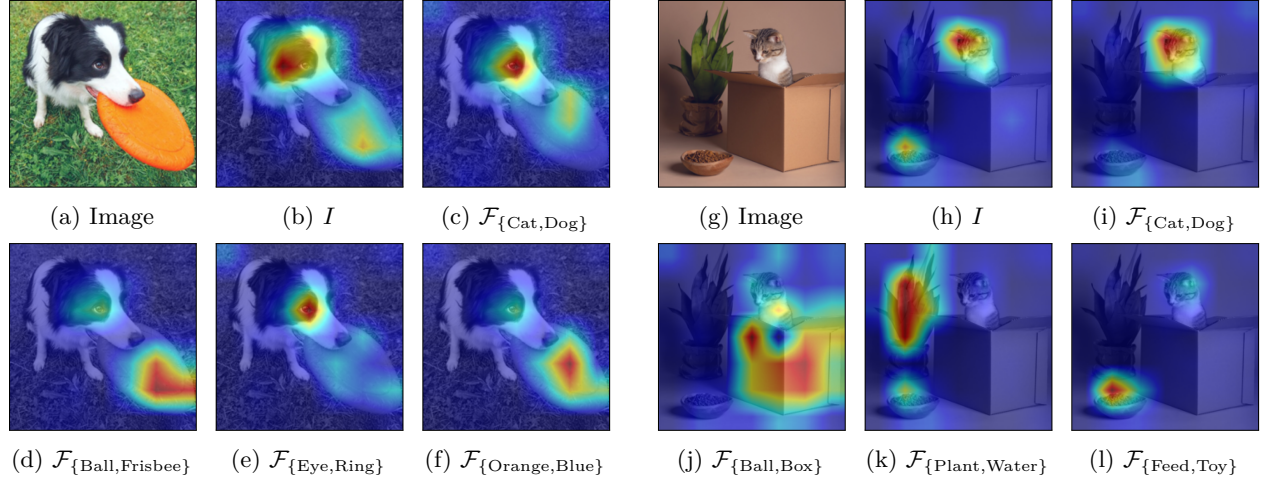 (a) Image
(b) I
(c) F{Cat,Dog}
(g) Image
(h) I
(i) F{Cat,Dog}
(d) F{Ball,Frisbee}
(e) F{Eye,Ring}
(f) F{Orange,Blue}
(j) F{Ball,Box}
(k) F{Plant,Water}
(l) F{Feed,Toy}